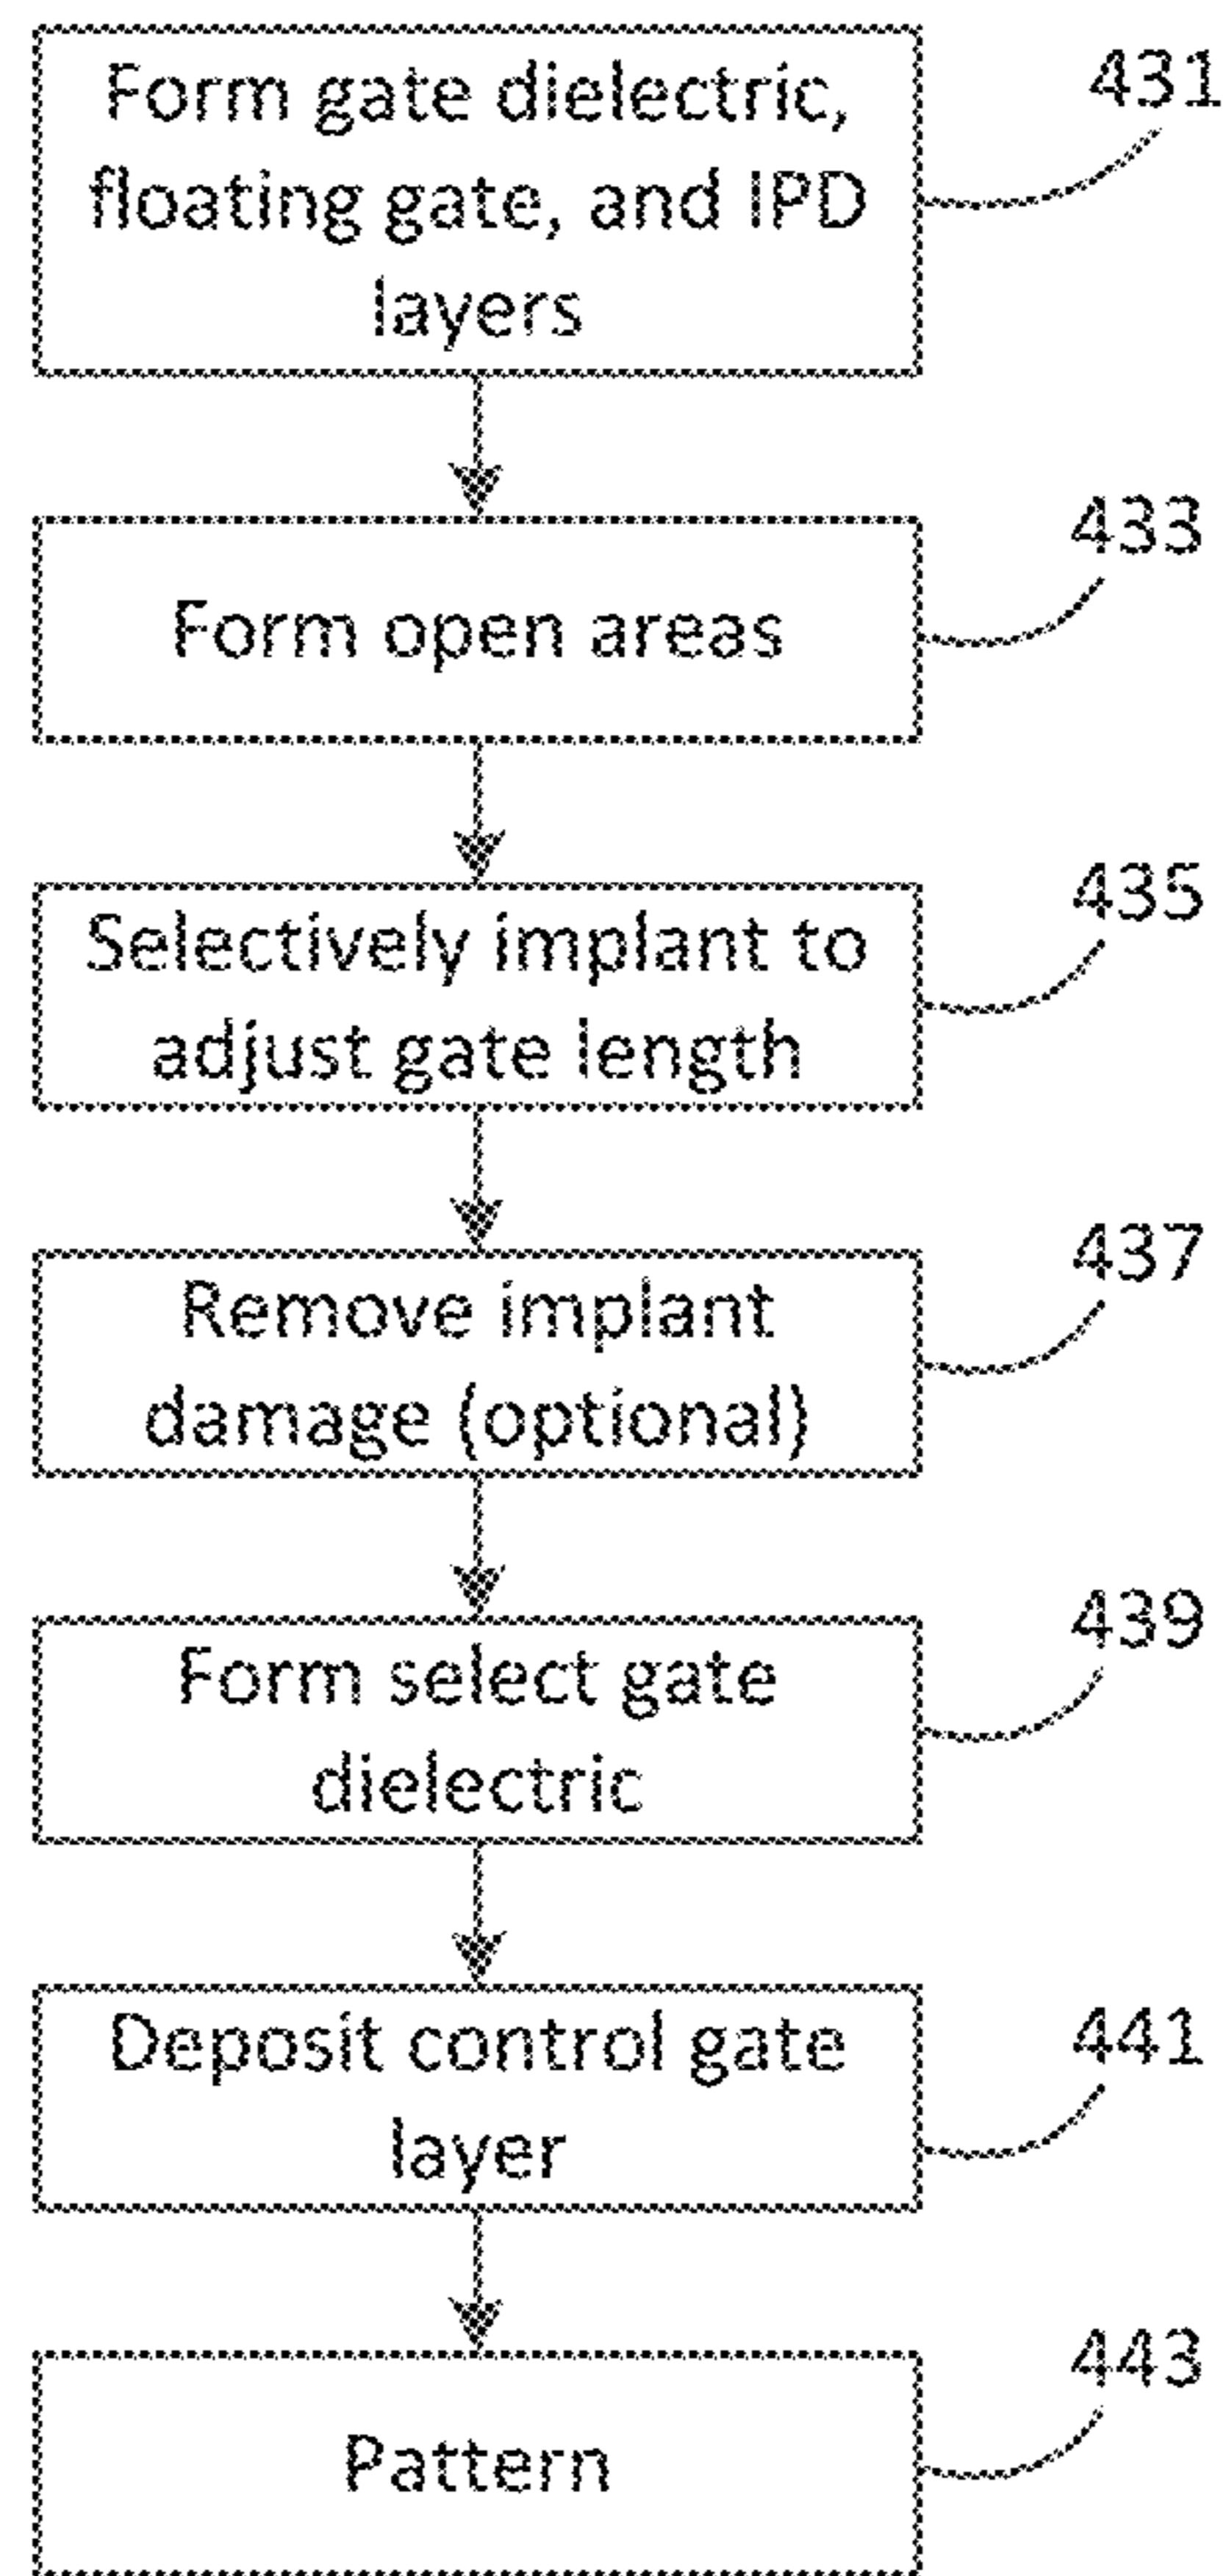 Form gate dielectric,
floating gate, and IPD
layers
431
Form open areas
433
Selectively implant to
adjust gate length
435
Remove implant
damage (optional)
437
Form select gate
dielectric
439
Deposit control gate
layer
441
Pattern
443